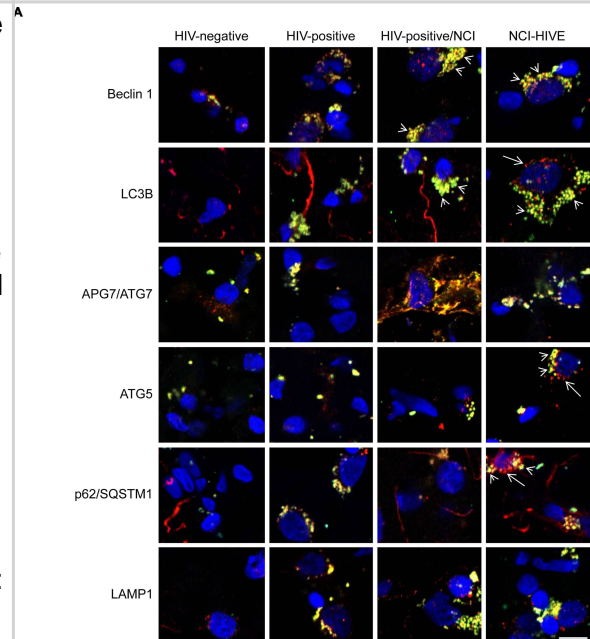 A
HIV-negative HIV-positive HIV-positive/NCI NCI-HIVE
Beclin 1
LC3B
APG7/ATG7
ATG5
p62/SQSTM1
LAMP1